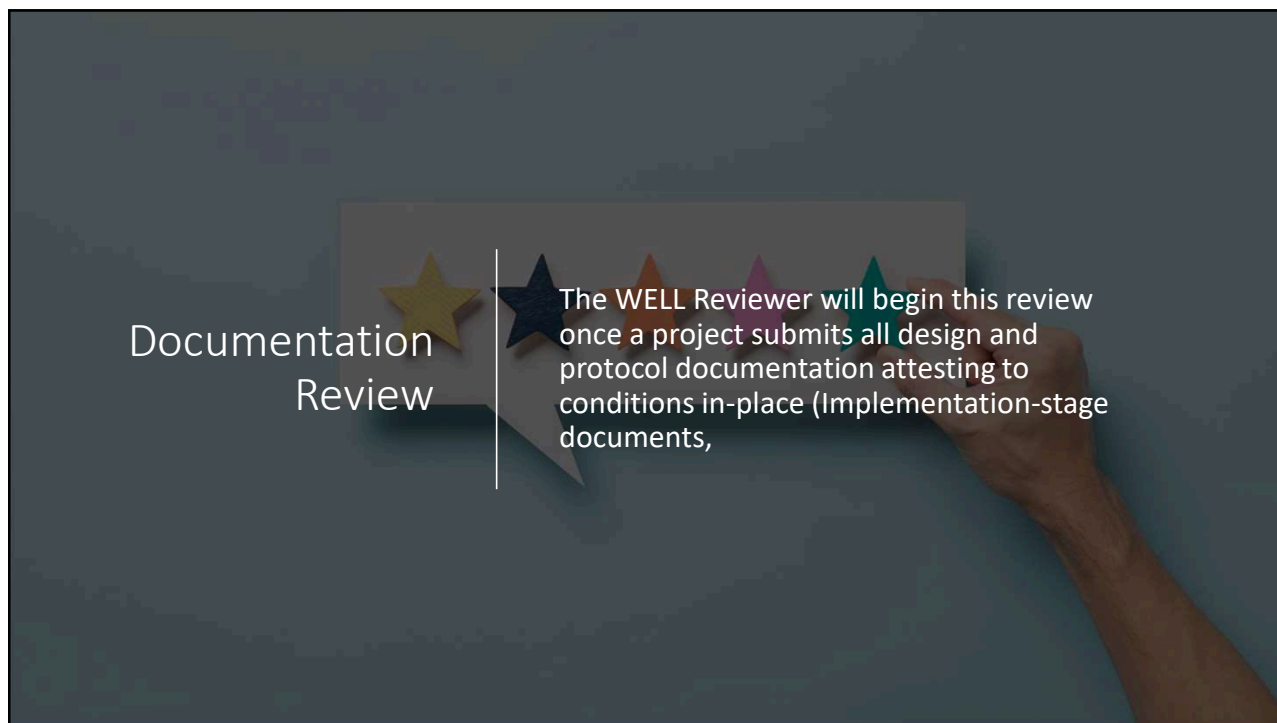 Documentation
Review
The WELL Reviewer will begin this review
once a project submits all design and
protocol documentation attesting to
conditions in-place (Implementation-stage
documents,